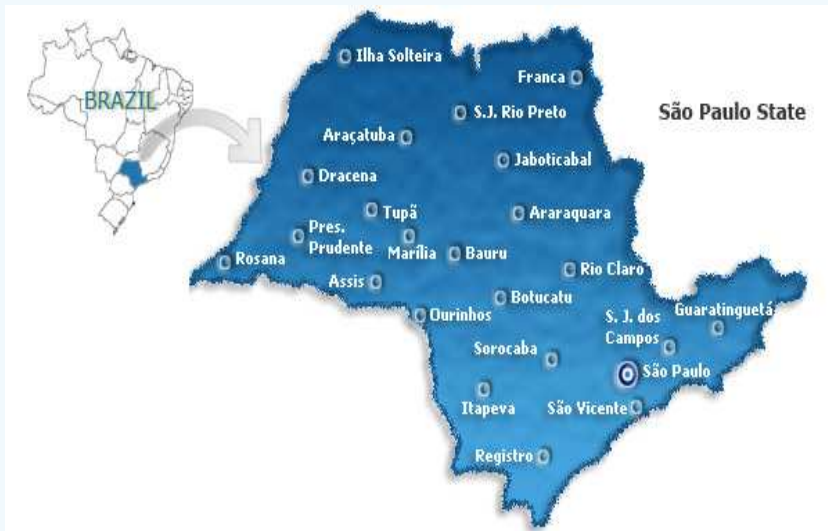 BRAZIL
São Paulo State
Ilha Solteira
Franca
S.J. Rio Preto
Araçatuba
Jaboticabal
Dracena
Tupã
Araraquara
Pres.
Prudente
Marília
Bauru
Rosana
Rio Claro
Assis
Botucatu
Ourinhos
Guaratinguetá
S. J. dos
Campos
Sorocaba
São Paulo
Itapeva
São Vicente
Registro